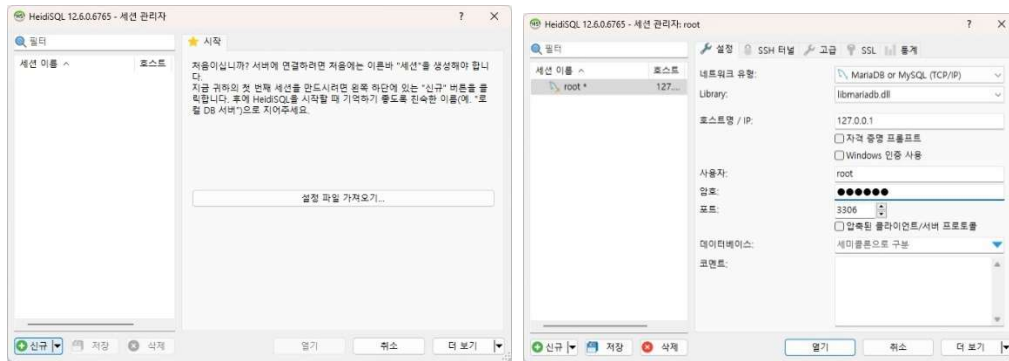 HeidiSQL 12.6.0.6765 - 세션 관리자
필터
세션 이름
호스트
시작
처음이십니까? 서버에 연결하려면 처음에는 이른바 "세션"을 생성해야 합니
다.
지금 귀하의 첫 번째 세션을 만드시려면 왼쪽 하단에 있는 "신규" 버튼을 클
릭합니다. 후에 HeidiSQL을 시작할 때 기억하기 좋도록 친숙한 이름(예. "로
컬 DB 서버")으로 지어주세요.
설정 파일 가져오기...
신규
저장
삭제
열기
취소
더 보기
HeidiSQL 12.6.0.6765 - 세션 관리자: root
필터
세션 이름
호스트
root *
127....
설정
SSH 터널
고급
SSL
통계
네트워크 유형:
MariaDB or MySQL (TCP/IP)
Library:
libmariadb.dll
호스트명 / IP:
127.0.0.1
자격 증명 프롬프트
Windows 인증 사용
사용자:
root
암호:
●●●●●●
포트:
3306
압축된 클라이언트/서버 프로토콜
데이터베이스:
세미콜론으로 구분
코멘트:
신규
저장
삭제
열기
취소
더 보기